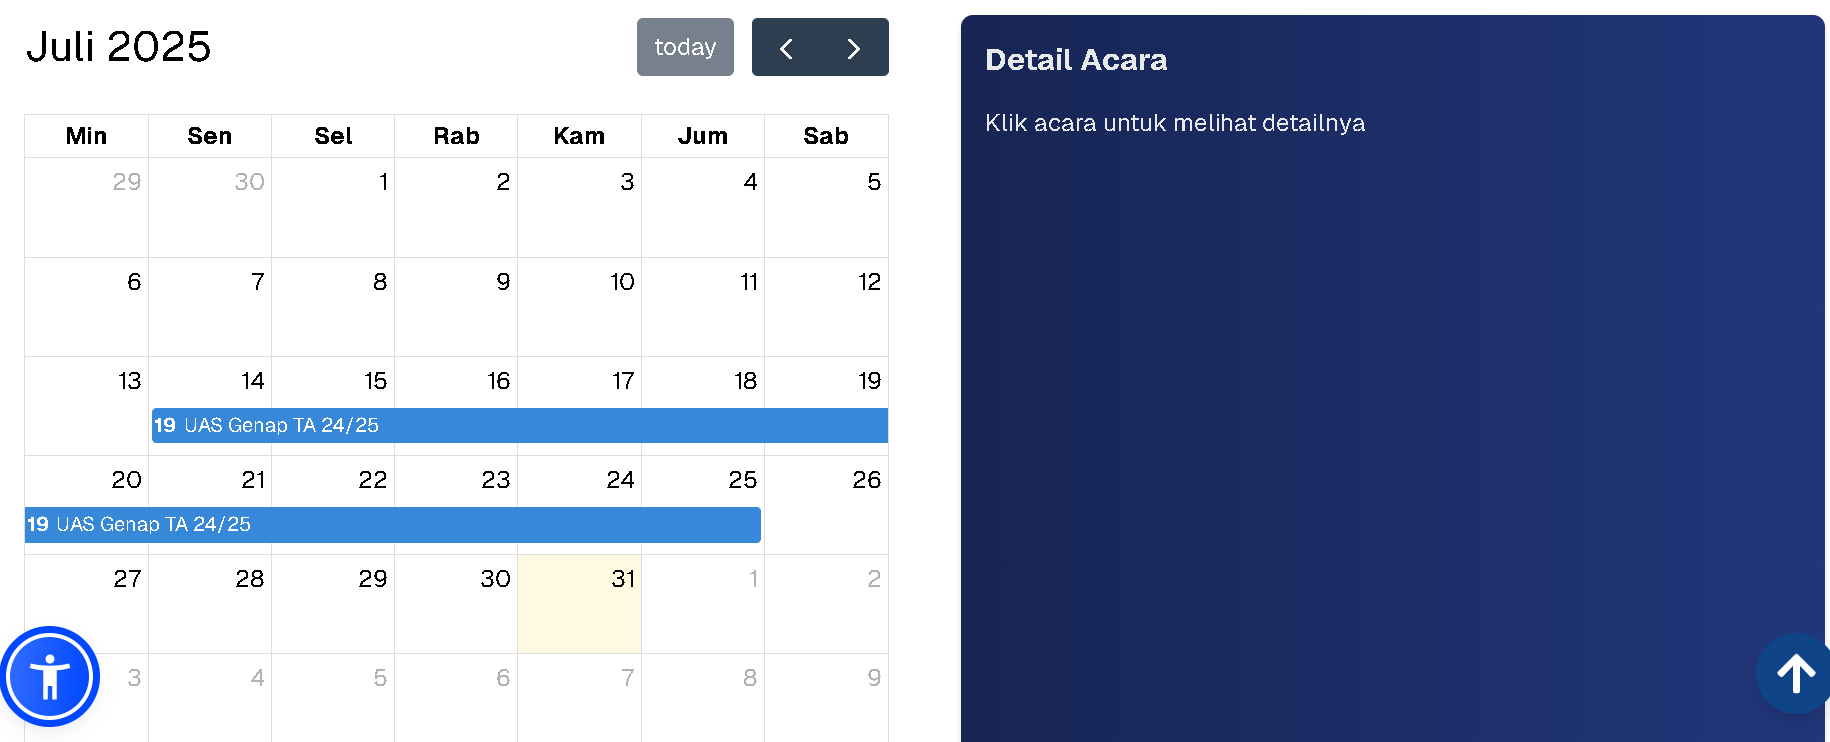 Juli 2025
today
Min Sen Sel Rab Kam Jum Sab
29 30 1 2 3 4 5
6 7 8 9 10 11 12
13 14 15 16 17 18 19
19 UAS Genap TA 24/25
20 21 22 23 24 25 26
19 UAS Genap TA 24/25
27 28 29 30 31 1 2
3 4 5 6 7 8 9
Detail Acara
Klik acara untuk melihat detailnya